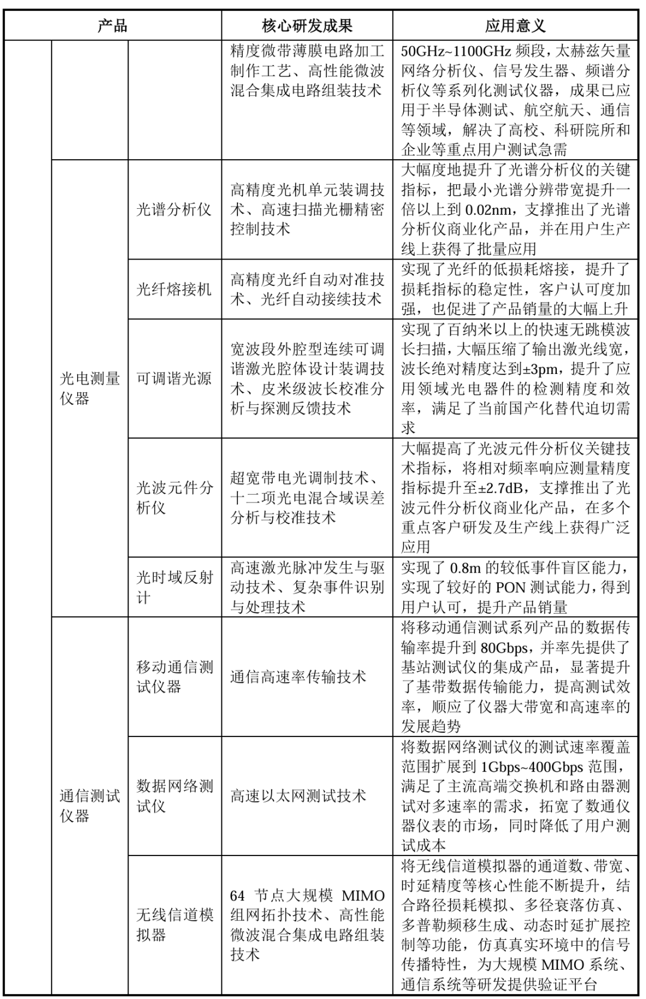 产品
核心研发成果
应用意义
精度微带薄膜电路加工
制作工艺、高性能微波
混合集成电路组装技术
50GHz~1100GHz 频段，太赫兹矢量
网络分析仪、信号发生器、频谱分
析仪等系列化测试仪器，成果已应
用于半导体测试、航空航天、通信
等领域，解决了高校、科研院所和
企业等重点用户测试急需
光电测量
仪器
光谱分析仪
高精度光机单元装调技
术、高速扫描光栅精密
控制技术
大幅度地提升了光谱分析仪的关键
指标，把最小光谱分辨带宽提升一
倍以上到 0.02nm，支撑推出了光谱
分析仪商业化产品，并在用户生产
线上获得了批量应用
光纤熔接机
高精度光纤自动对准技
术、光纤自动接续技术
实现了光纤的低损耗熔接，提升了
损耗指标的稳定性，客户认可度加
强，也促进了产品销量的大幅上升
可调谐光源
宽波段外腔型连续可调
谐激光腔体设计装调技
术、皮米级波长校准分
析与探测反馈技术
实现了百纳米以上的快速无跳模波
长扫描，大幅压缩了输出激光线宽，
波长绝对精度达到±3pm，提升了应
用领域光电器件的检测精度和效
率，满足了当前国产化替代迫切需
求
光波元件分
析仪
超宽带电光调制技术、
十二项光电混合域误差
分析与校准技术
大幅提高了光波元件分析仪关键技
术指标，将相对频率响应测量精度
指标提升至±2.7dB，支撑推出了光
波元件分析仪商业化产品，在多个
重点客户研发及生产线上获得广泛
应用
光时域反射
计
高速激光脉冲发生与驱
动技术、复杂事件识别
与处理技术
实现了 0.8m 的较低事件盲区能力，
实现了较好的 PON 测试能力，得到
用户认可，提升产品销量
通信测试
仪器
移动通信测
试仪器
通信高速率传输技术
将移动通信测试系列产品的数据传
输率提升到 80Gbps，并率先提供了
基站测试仪的集成产品，显著提升
了基带数据传输能力，提高测试效
率，顺应了仪器大带宽和高速率的
发展趋势
数据网络测
试仪
高速以太网测试技术
将数据网络测试仪的测试速率覆盖
范围扩展到 1Gbps~400Gbps 范围，
满足了主流高端交换机和路由器测
试对多速率的需求，拓宽了数通仪
器仪表的市场，同时降低了用户测
试成本
无线信道模
拟器
64 节点大规模 MIMO
组网拓扑技术、高性能
微波混合集成电路组装
技术
将无线信道模拟器的通道数、带宽、
时延精度等核心性能不断提升，结
合路径损耗模拟、多径衰落仿真、
多普勒频移生成、动态时延扩展控
制等功能，仿真真实环境中的信号
传播特性，为大规模 MIMO 系统、
通信系统等研发提供验证平台